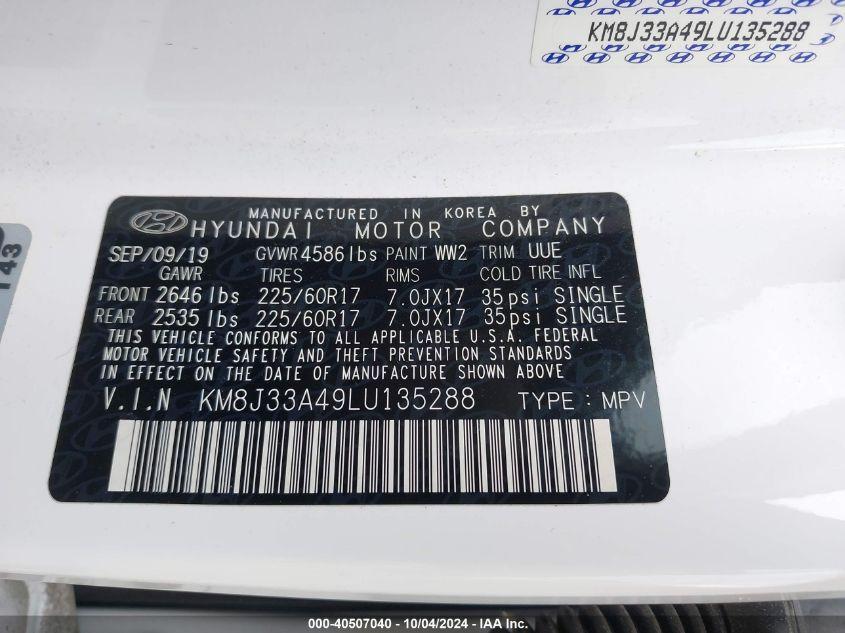 KM8J33A49LU135288
143
MANUFACTURED IN KOREA BY
HYUNDAI MOTOR COMPANY
SEP/09/19 GVWR 4586lbs PAINT WW2 TRIM UUE
GAWR TIRES RIMS COLD TIRE INFL
FRONT 2646 lbs 225/60R17 7.0JX17 35psi SINGLE
REAR 2535 lbs 225/60R17 7.0JX17 35psi SINGLE
THIS VEHICLE CONFORMS TO ALL APPLICABLE U.S.A. FEDERAL
MOTOR VEHICLE SAFETY AND THEFT PREVENTION STANDARDS
IN EFFECT ON THE DATE OF MANUFACTURE SHOWN ABOVE
V.I.N KM8J33A49LU135288 TYPE : MPV
000-40507040 - 10/04/2024 - IAA Inc.